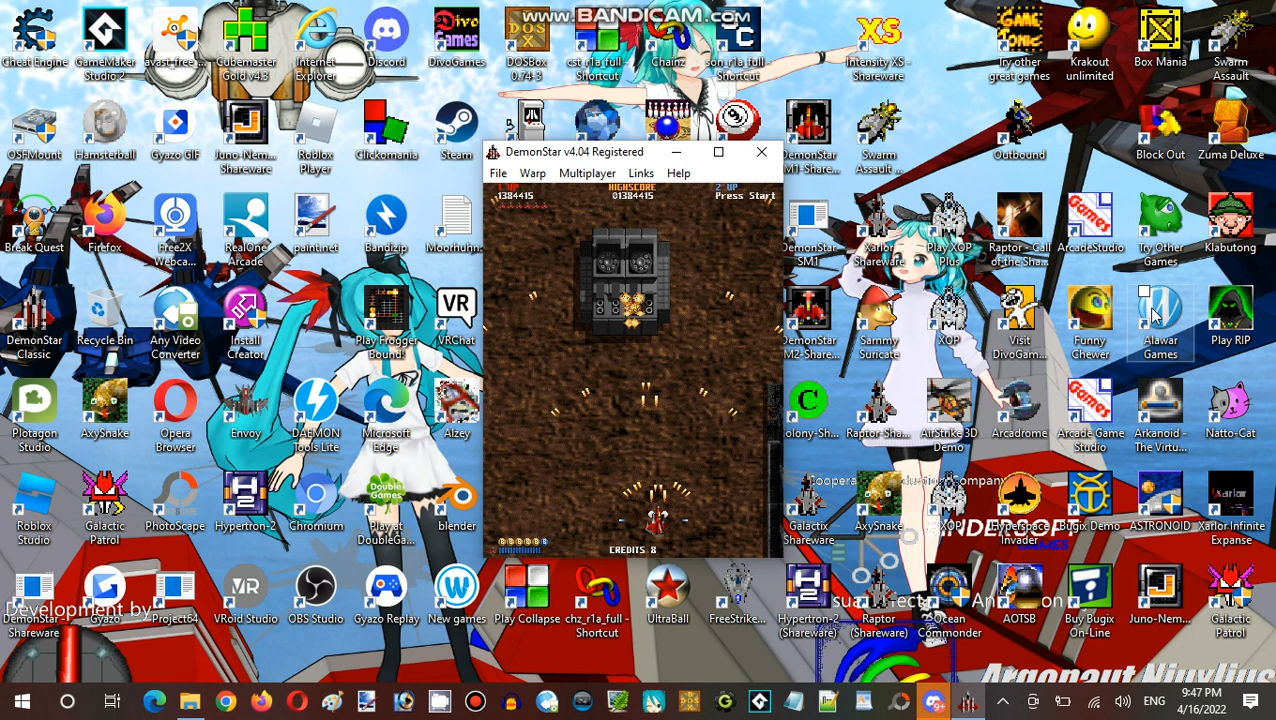 www.BANDICAM.com
Cheat Engine
GameMaker Studio 2
avast_free_...
Cubemaster Gold v4.3
Internet Explorer
Discord
DivoGames
DOSBox 0.74-3
cst_r1a_full - Shortcut
Chainz
son_r1a_full - Shortcut
Intensity XS - Shareware
Try other great games
Krakout unlimited
Box Mania
Swarm Assault
OSFMount
Hamsterball
Gyazo GIF
Juno-Nem... Shareware
Roblox Player
Clickomania
Steam
DemonStar M1-Share...
Swarm Assault ...
Outbound
Block Out
Zuma Deluxe
DemonStar v4.04 Registered
File Warp Multiplayer Links Help
1 UP HIGHSCORE 2 UP
1384415 01384415 Press Start
Break Quest
Firefox
Free2X Webca...
RealOne Arcade
paint.net
Bandizip
Moorhuhn:
DemonStar SM1
Xarlor Shareware
Play XOP Plus
Raptor - Call of the Sha...
ArcadeStudio
Try Other Games
Klabutong
DemonStar Classic
Recycle Bin
Any Video Converter
Install Creator
Play Frogger Bound!
VRChat
DemonStar M2-Share...
Sammy Suricate
XOP
Visit DivoGam...
Funny Chewer
Alawar Games
Play RIP
Plotagon Studio
AxySnake
Opera Browser
Envoy
DAEMON Tools Lite
Microsoft Edge
Alzey
Colony-Sh...
Raptor-Sha...
AirStrike 3D Demo
Arcadrome
Arcade Game Studio
Arkanoid - The Virtu...
Natto-Cat
Roblox Studio
Galactic Patrol
PhotoScape
Hypertron-2
Chromium
Play at DoubleGa...
blender
Galactix Shareware
AxySnake
XOP
Hyperspace Invader
Bugix Demo
ASTRONOID
Xarlor Infinite Expanse
CREDITS 8
DemonStar - Shareware
Gyazo
Project64
VRoid Studio
OBS Studio
Gyazo Replay
New games
Play Collapse
chz_r1a_full - Shortcut
UltraBall
FreeStrike...
Hypertron-2 (Shareware)
Raptor (Shareware)
Ocean Commonder
AOTSB
Buy Bugix On-Line
Juno-Nem...
Galactic Patrol
Development by
ENG
9:47 PM
4/16/2022